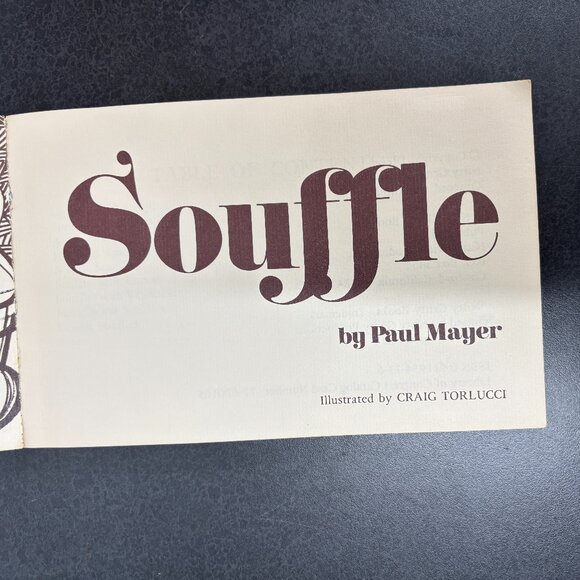 Souffle
by Paul Mayer
Illustrated by CRAIG TORLUCCI